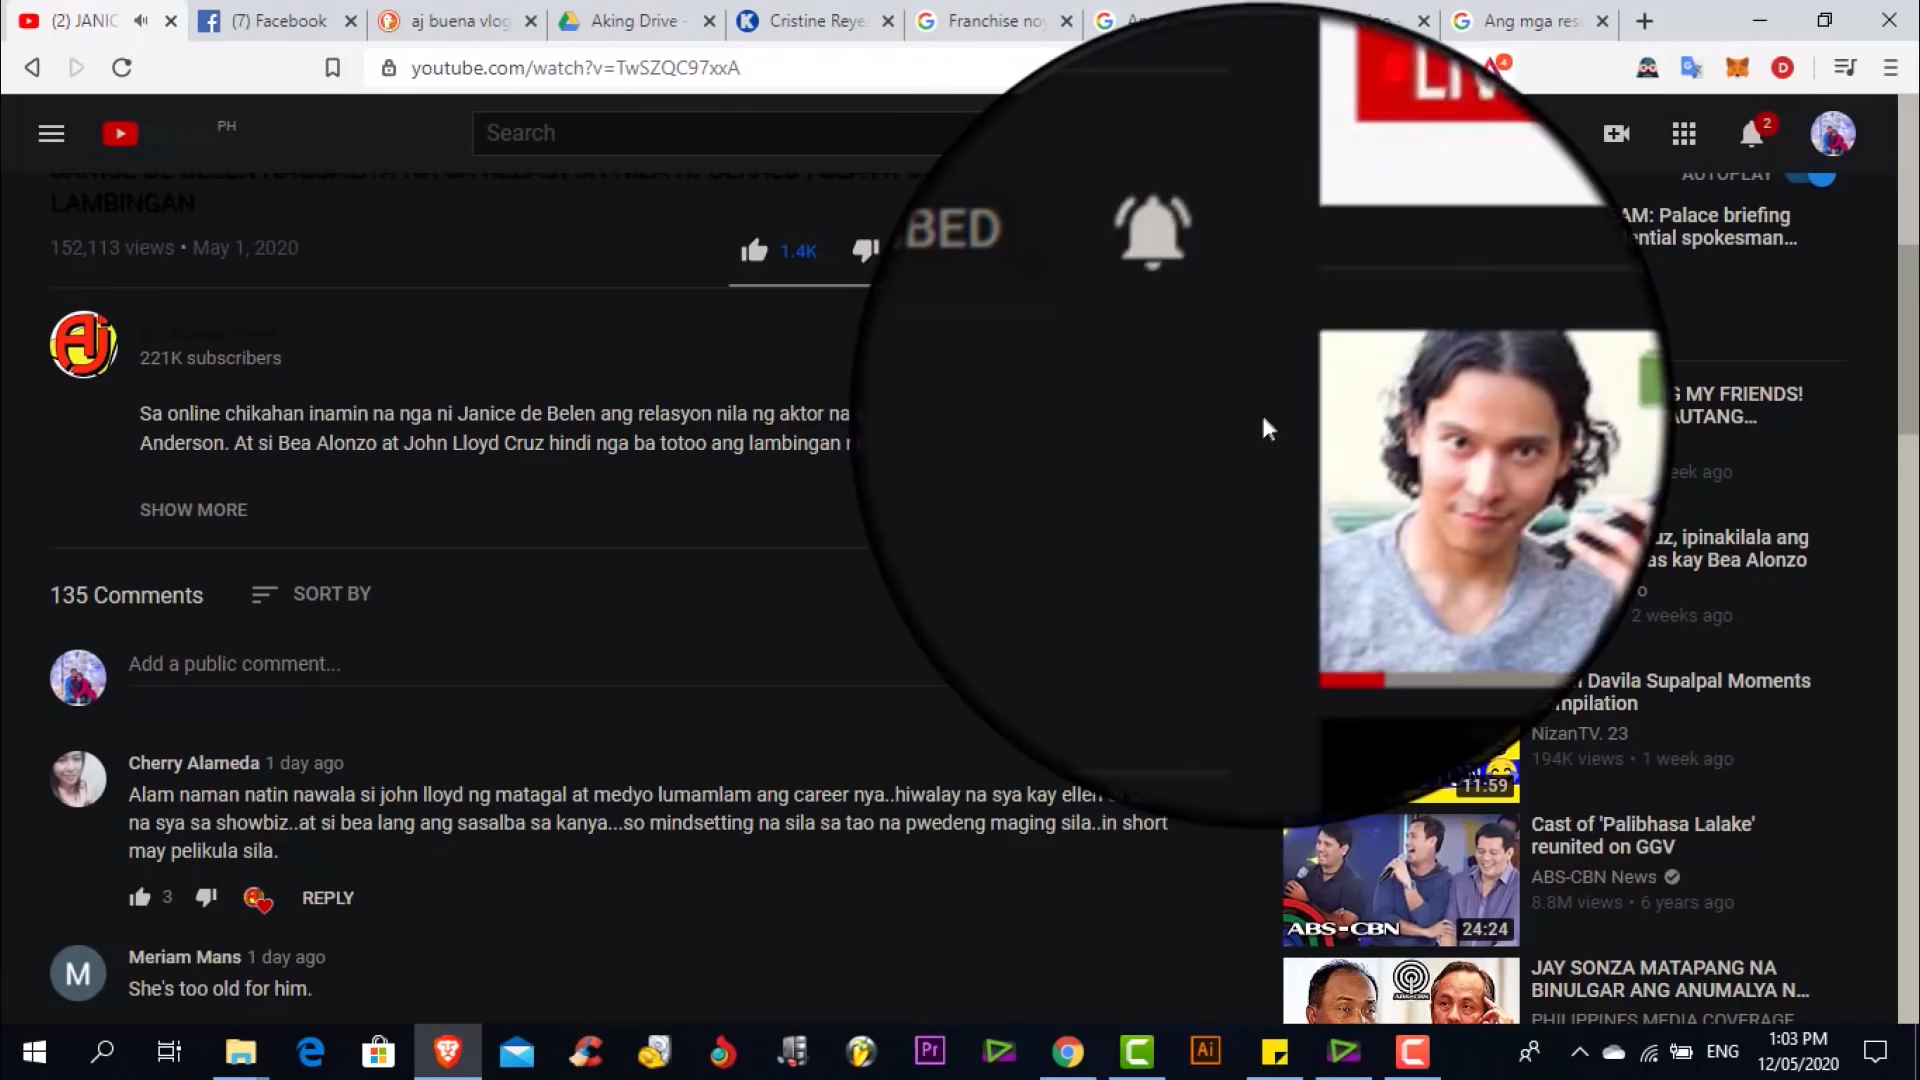 (2) JANIC
(7) Facebook
aj buena vlog
Aking Drive -
Cristine Reye
Franchise no
Ang mga res
youtube.com/watch?v=TwSZQC97xxA
4
D
PH
Search
2
LAMBINGAN
152,113 views • May 1, 2020
1.4K
BED
AUTOPLAY
AM: Palace briefing
ential spokesman...
221K subscribers
Sa online chikahan inamin na nga ni Janice de Belen ang relasyon nila ng aktor na
Anderson. At si Bea Alonzo at John Lloyd Cruz hindi nga ba totoo ang lambingan
SHOW MORE
G MY FRIENDS!
AUTANG...
eek ago
uz, ipinakilala ang
as kay Bea Alonzo
o
2 weeks ago
135 Comments
SORT BY
Add a public comment...
Davila Supalpal Moments
mpilation
NizanTV. 23
194K views • 1 week ago
11:59
Cherry Alameda 1 day ago
Alam naman natin nawala si john lloyd ng matagal at medyo lumamlam ang career nya..hiwalay na sya kay ellen
na sya sa showbiz..at si bea lang ang sasalba sa kanya...so mindsetting na sila sa tao na pwedeng maging sila..in short
may pelikula sila.
3
REPLY
Cast of 'Palibhasa Lalake'
reunited on GGV
ABS-CBN News
8.8M views • 6 years ago
ABS-CBN
24:24
M
Meriam Mans 1 day ago
She's too old for him.
JAY SONZA MATAPANG NA
BINULGAR ANG ANUMALYA N...
PHILIPPINES MEDIA COVERAGE
Pr
Ai
ENG
1:03 PM
12/05/2020